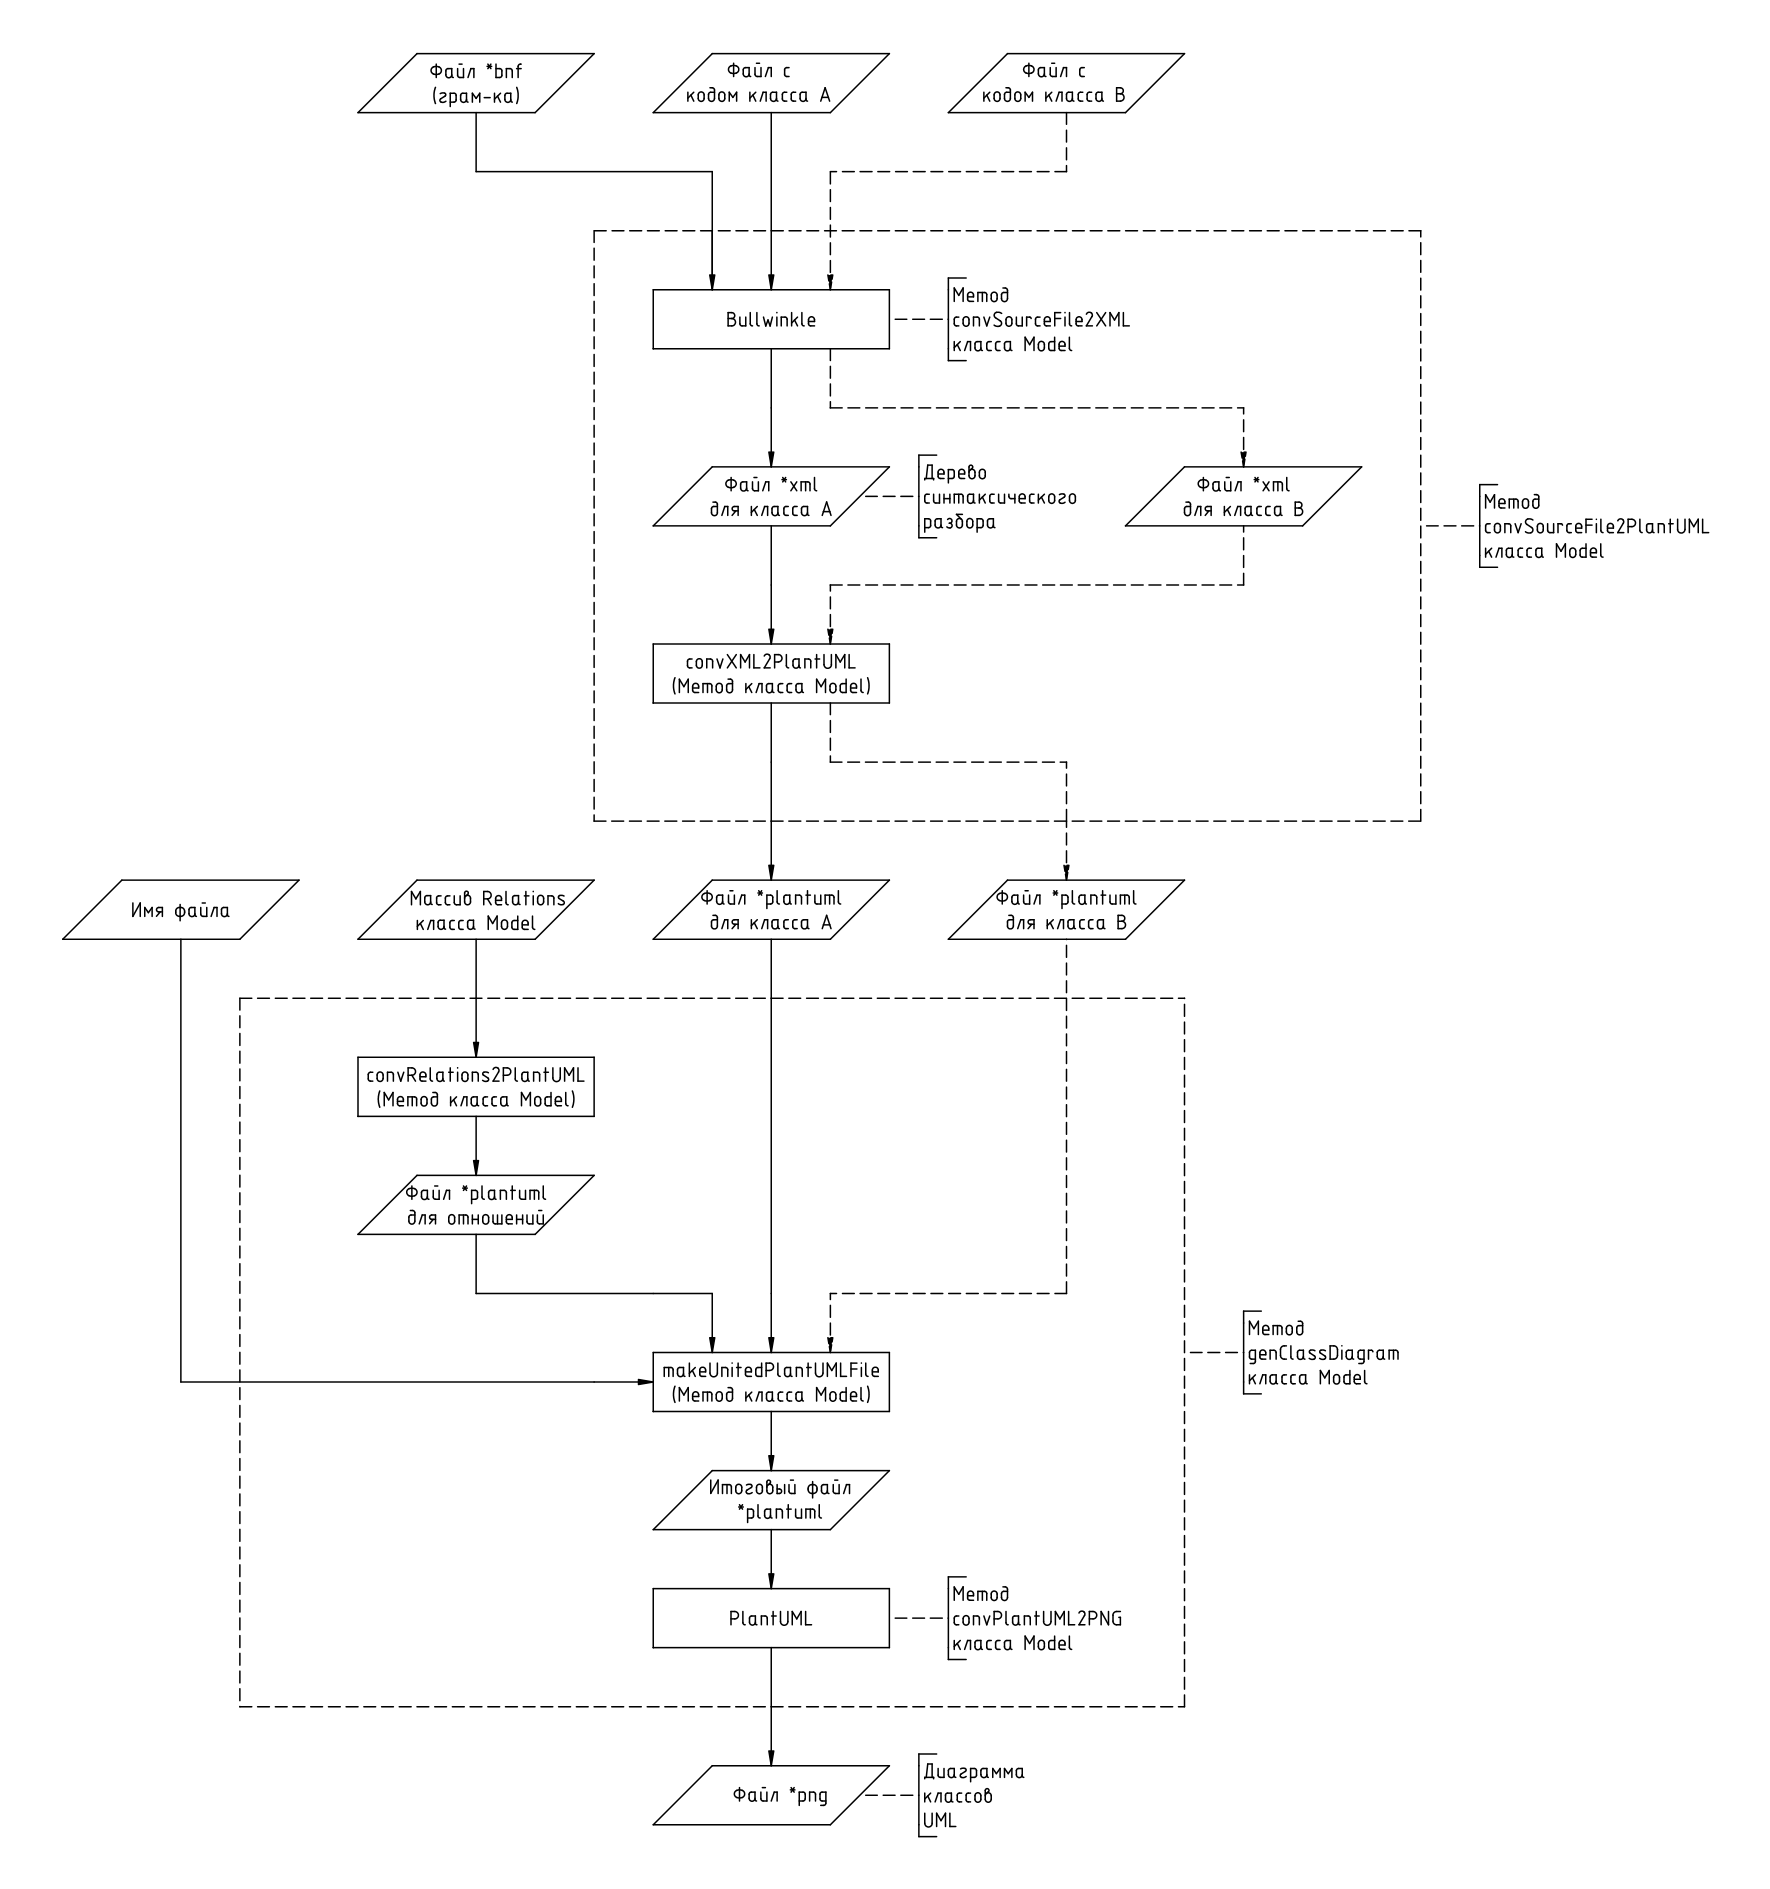 Файл *bnf
(грам-ка)
Файл с
кодом класса A
Файл с
кодом класса B
Bullwinkle
Метод
convSourceFile2XML
класса Model
Файл *xml
для класса A
Дерево
синтаксического
разбора
Файл *xml
для класса B
Метод
convSourceFile2PlantUML
класса Model
convXML2PlantUML
(Метод класса Model)
Имя файла
Массив Relations
класса Model
Файл *plantuml
для класса A
Файл *plantuml
для класса B
convRelations2PlantUML
(Метод класса Model)
Файл *plantuml
для отношений
makeUnitedPlantUMLFile
(Метод класса Model)
Метод
genClassDiagram
класса Model
Итоговый файл
*plantuml
PlantUML
Метод
convPlantUML2PNG
класса Model
Файл *png
Диаграмма
классов
UML